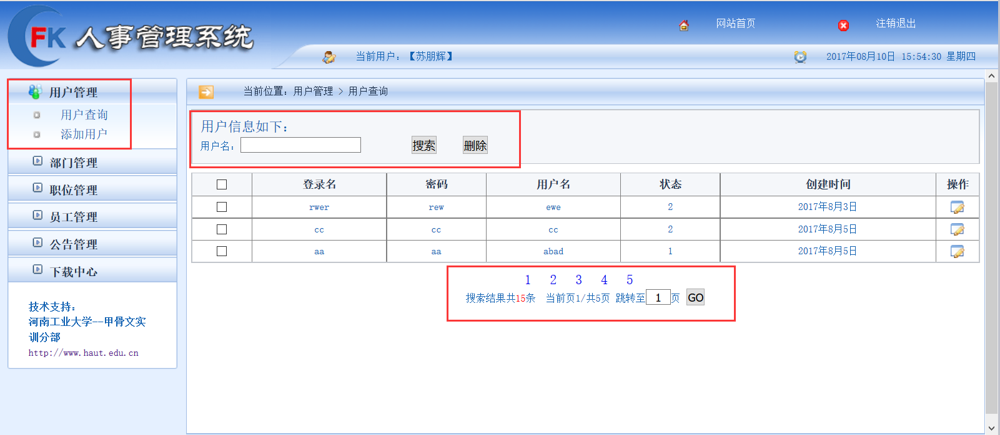 FK 人事管理系统
网站首页 注销退出
当前用户：【苏朋辉】 2017年08月10日 15:54:30 星期四
用户管理
用户查询
添加用户
部门管理
职位管理
员工管理
公告管理
下载中心
技术支持：
河南工业大学--甲骨文实
训分部
http://www.haut.edu.cn
当前位置：用户管理 > 用户查询
用户信息如下：
用户名： 搜索 删除
登录名 密码 用户名 状态 创建时间 操作
rwer rew ewe 2 2017年8月3日
cc cc cc 2 2017年8月5日
aa aa abad 1 2017年8月5日
1 2 3 4 5
搜索结果共15条 当前页1/共5页 跳转至 1 页 GO